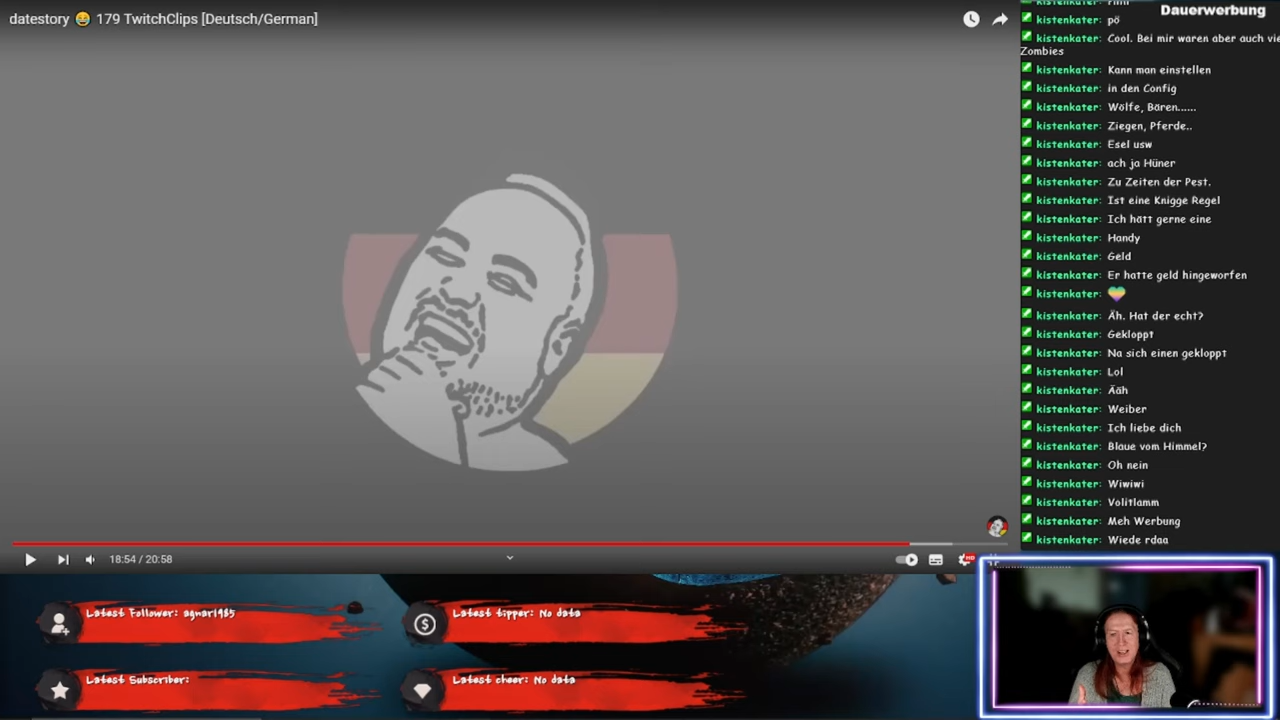 datestory 😂 179 TwitchClips [Deutsch/German]
Dauerwerbung
kistenkater:
kistenkater: pö
kistenkater: Cool. Bei mir waren aber auch vie
Zombies
kistenkater: Kann man einstellen
kistenkater: in den Config
kistenkater: Wölfe, Bären......
kistenkater: Ziegen, Pferde..
kistenkater: Esel usw
kistenkater: ach ja Hüner
kistenkater: Zu Zeiten der Pest.
kistenkater: Ist eine Knigge Regel
kistenkater: Ich hätt gerne eine
kistenkater: Handy
kistenkater: Geld
kistenkater: Er hatte geld hingeworfen
kistenkater:
kistenkater: Äh. Hat der echt?
kistenkater: Gekloppt
kistenkater: Na sich einen gekloppt
kistenkater: Lol
kistenkater: Ääh
kistenkater: Weiber
kistenkater: Ich liebe dich
kistenkater: Blaue vom Himmel?
kistenkater: Oh nein
kistenkater: Wiwiwi
kistenkater: Volltlamm
kistenkater: Meh Werbung
kistenkater: Wiede rdaa
18:54 / 20:58
HD
Latest Follower: agnar1985
Latest tipper: No data
Latest Subscriber:
Latest cheer: No data